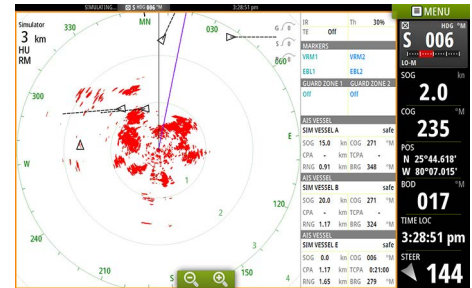 SIMULATING... S HDG 006 °M 3:28:51 pm
MENU
Simulator
3 km
HU
RM
330
MN
030
060
300
E
W
240
120
210
S
150
1
2
3
G /
S /
0
IR Th 30%
TE Off
MARKERS
VRM1 VRM2
EBL1 EBL2
GUARD ZONE 1 GUARD ZONE 2
Off Off
AIS VESSEL
SIM VESSEL A safe
SOG 15.0 kn COG 271 °M
CPA - km TCPA -
RNG 0.91 km BRG 348 °M
AIS VESSEL
SIM VESSEL B safe
SOG 20.0 kn COG 271 °M
CPA - km TCPA -
RNG 1.17 km BRG 324 °M
AIS VESSEL
SIM VESSEL E safe
SOG 0.0 kn COG 006 °M
CPA 1.17 km TCPA 0:21:00
RNG 1.65 km BRG 279 °M
HDG °M
S 006
LO-M
SOG kn
2.0
COG °M
235
POS
N 25°44.618'
W 80°07.015'
BOD °M
017
TIME LOC
3:28:51 pm
STEER °M
144